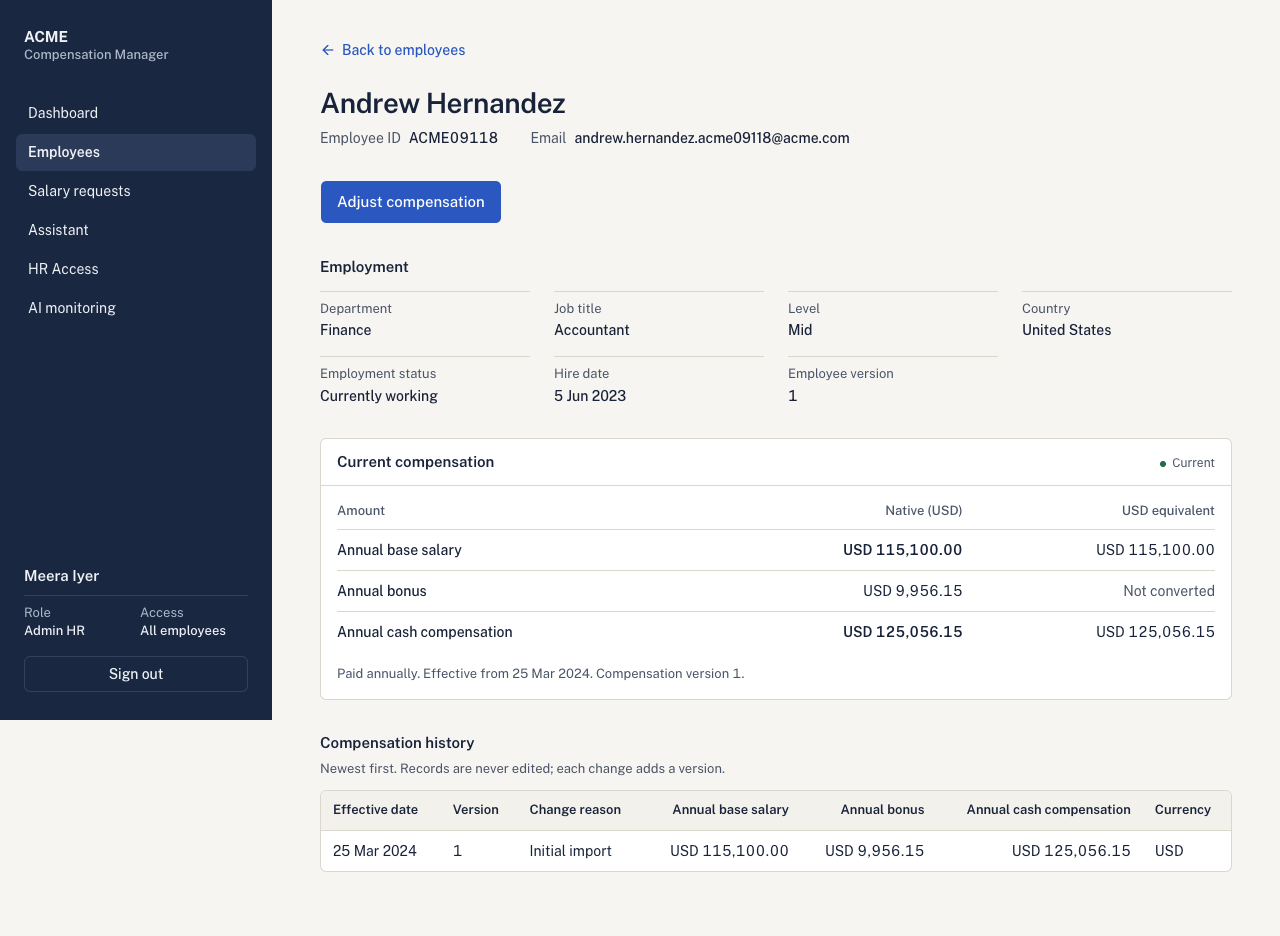 ACME
Compensation Manager
Dashboard
Employees
Salary requests
Assistant
HR Access
AI monitoring
Meera Iyer
Role Access
Admin HR All employees
Sign out
← Back to employees
Andrew Hernandez
Employee ID ACME09118 Email andrew.hernandez.acme09118@acme.com
Adjust compensation
Employment
Department Job title Level Country
Finance Accountant Mid United States
Employment status Hire date Employee version
Currently working 5 Jun 2023 1
Current compensation Current
Amount Native (USD) USD equivalent
Annual base salary USD 115,100.00 USD 115,100.00
Annual bonus USD 9,956.15 Not converted
Annual cash compensation USD 125,056.15 USD 125,056.15
Paid annually. Effective from 25 Mar 2024. Compensation version 1.
Compensation history
Newest first. Records are never edited; each change adds a version.
Effective date Version Change reason Annual base salary Annual bonus Annual cash compensation Currency
25 Mar 2024 1 Initial import USD 115,100.00 USD 9,956.15 USD 125,056.15 USD